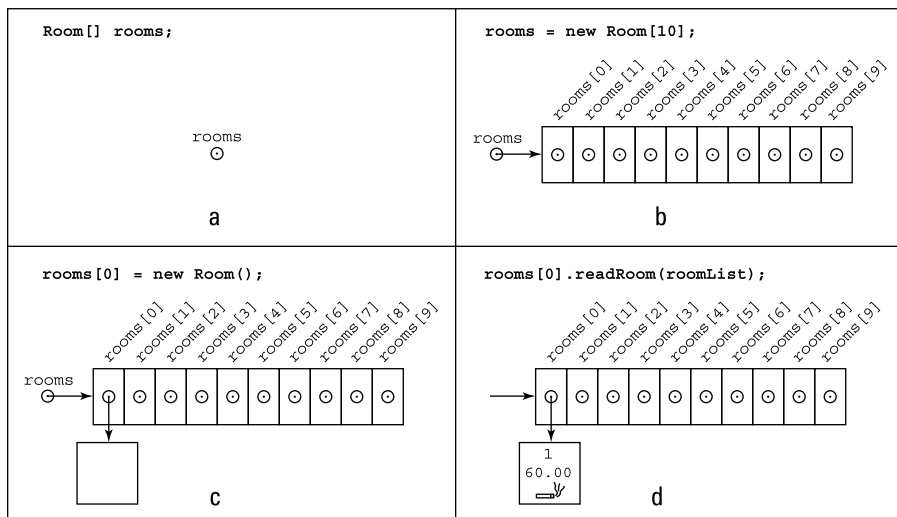 Room[] rooms;
rooms
a
rooms = new Room[10];
rooms[0] rooms[1] rooms[2] rooms[3] rooms[4] rooms[5] rooms[6] rooms[7] rooms[8] rooms[9]
rooms
b
rooms[0] = new Room();
rooms[0] rooms[1] rooms[2] rooms[3] rooms[4] rooms[5] rooms[6] rooms[7] rooms[8] rooms[9]
rooms
c
rooms[0].readRoom(roomList);
rooms[0] rooms[1] rooms[2] rooms[3] rooms[4] rooms[5] rooms[6] rooms[7] rooms[8] rooms[9]
1
60.00
d